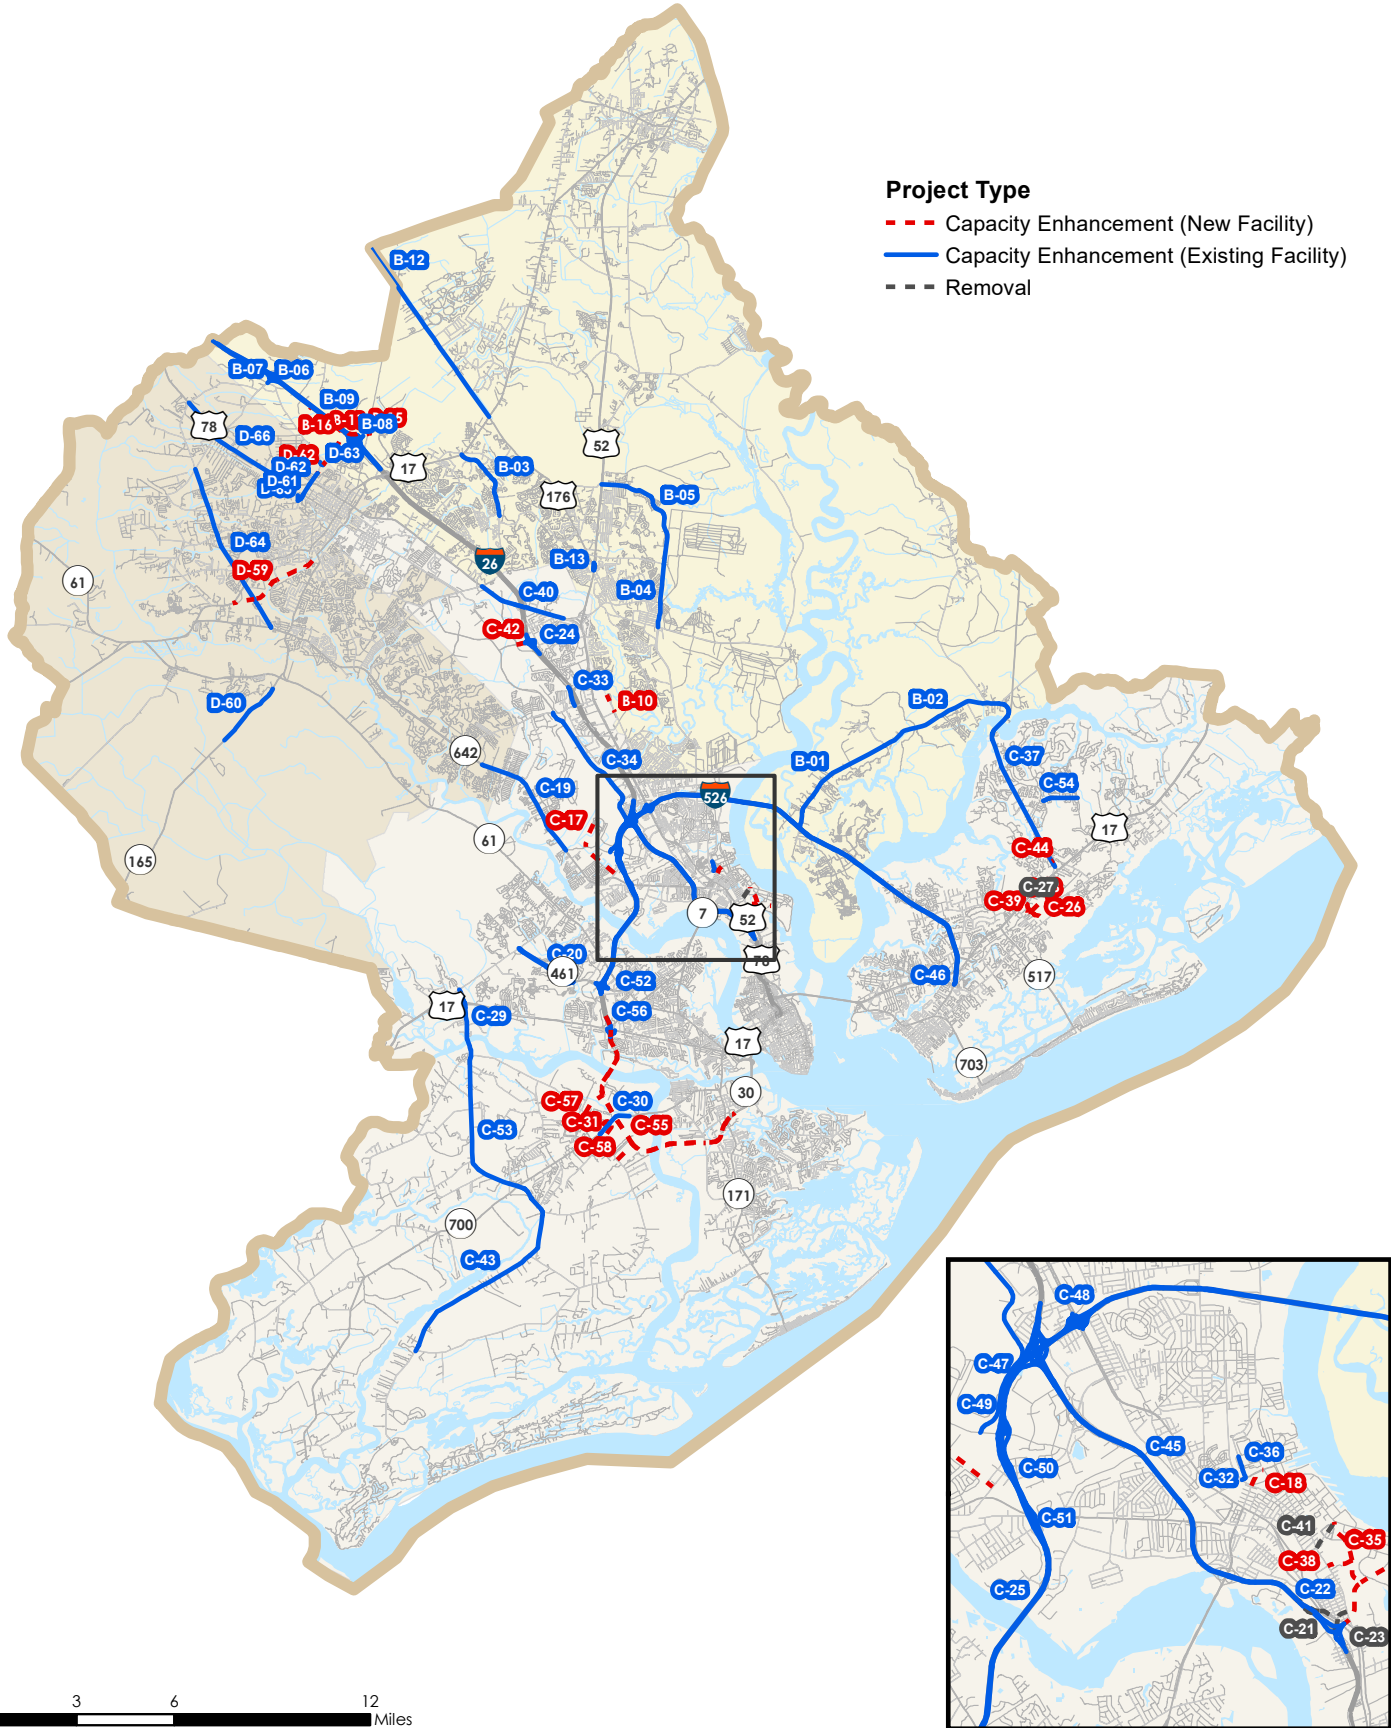 Project Type
Capacity Enhancement (New Facility)
Capacity Enhancement (Existing Facility)
Removal
B-12
B-07
B-06
B-09
B-16
B-08
78
D-66
D-62
D-63
D-62
D-61
17
B-03
52
176
B-05
D-64
D-59
61
26
B-13
B-04
C-40
C-42
C-24
C-33
B-10
D-60
642
B-02
C-34
B-01
C-37
C-19
526
C-54
C-17
17
61
165
C-44
C-27
C-39
C-26
7
52
C-20
461
78
C-46
517
C-52
17
C-29
C-56
17
703
30
C-57
C-30
C-31
C-55
C-53
C-58
171
700
C-43
C-48
C-47
C-49
C-45
C-36
C-50
C-32
C-18
C-51
C-41
C-35
C-38
C-25
C-22
C-21
C-23
3
6
12
Miles